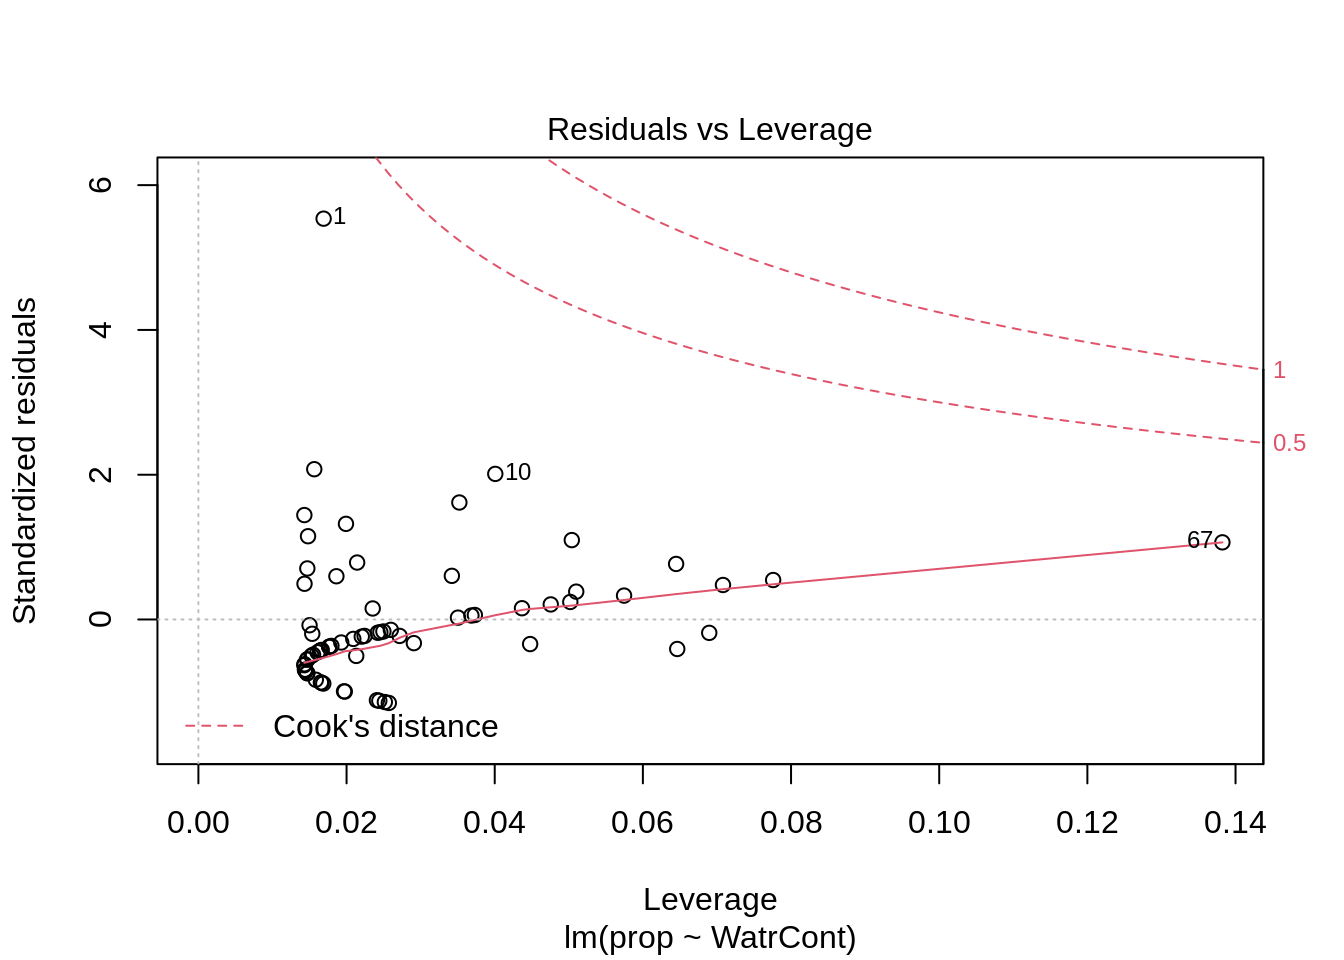 Residuals vs Leverage
Standardized residuals
6
4
2
0
1
10
67
1
0.5
Cook's distance
0.00 0.02 0.04 0.06 0.08 0.10 0.12 0.14
Leverage
lm(prop ~ WatrCont)